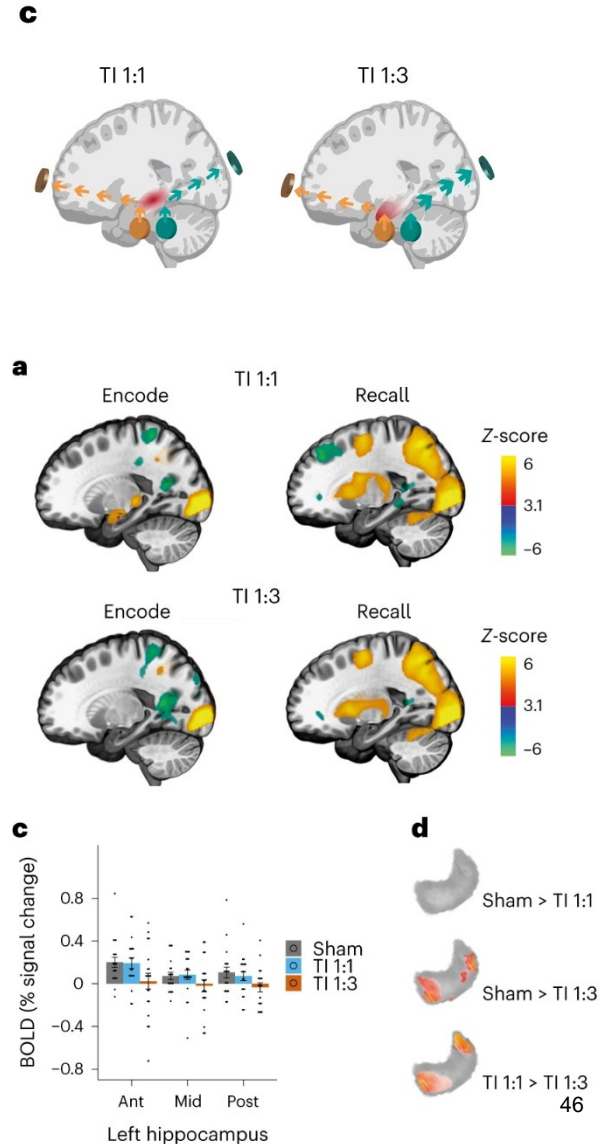 c
TI 1:1
TI 1:3
a
TI 1:1
Encode
Recall
Z-score
6
3.1
−6
TI 1:3
Encode
Recall
Z-score
6
3.1
−6
c
BOLD (% signal change)
0.8
0.4
0
−0.4
−0.8
Ant
Mid
Post
Left hippocampus
Sham
TI 1:1
TI 1:3
d
Sham > TI 1:1
Sham > TI 1:3
TI 1:1 > TI 1:3
46